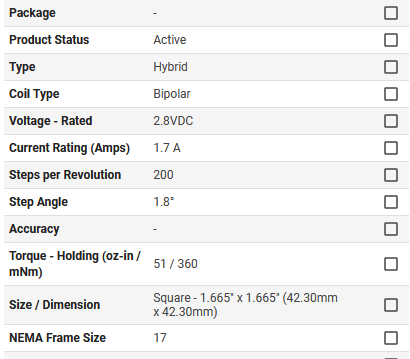 Package -
Product Status Active
Type Hybrid
Coil Type Bipolar
Voltage - Rated 2.8VDC
Current Rating (Amps) 1.7 A
Steps per Revolution 200
Step Angle 1.8°
Accuracy -
Torque - Holding (oz-in /
mNm) 51 / 360
Size / Dimension Square - 1.665" x 1.665" (42.30mm
x 42.30mm)
NEMA Frame Size 17